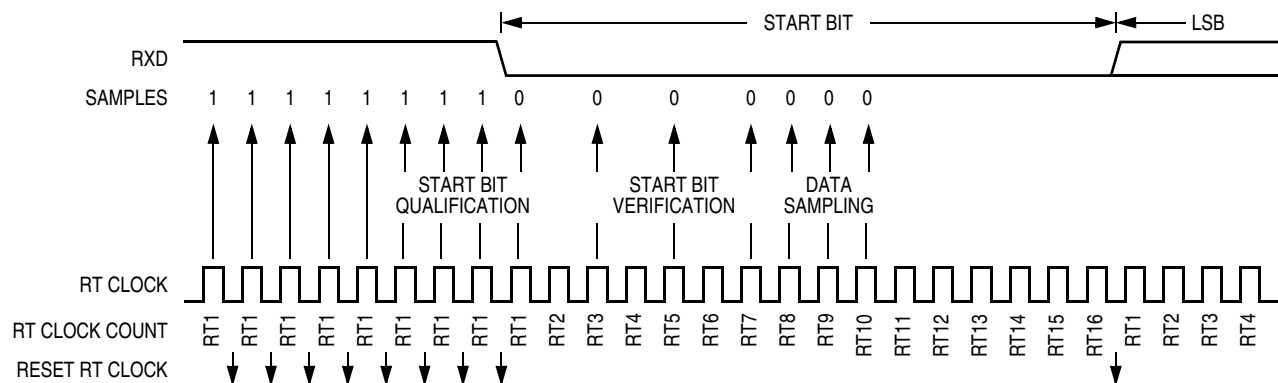 START BIT LSB
RXD
SAMPLES 1 1 1 1 1 1 1 1 0 0 0 0 0 0 0
START BIT QUALIFICATION START BIT VERIFICATION DATA SAMPLING
RT CLOCK
RT CLOCK COUNT RT1 RT1 RT1 RT1 RT1 RT1 RT1 RT1 RT1 RT2 RT3 RT4 RT5 RT6 RT7 RT8 RT9 RT10 RT11 RT12 RT13 RT14 RT15 RT16 RT1 RT2 RT3 RT4
RESET RT CLOCK